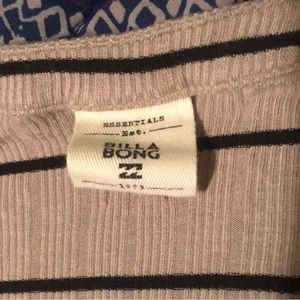 ESSENTIALS
Est.
BILLA
BONG
1973